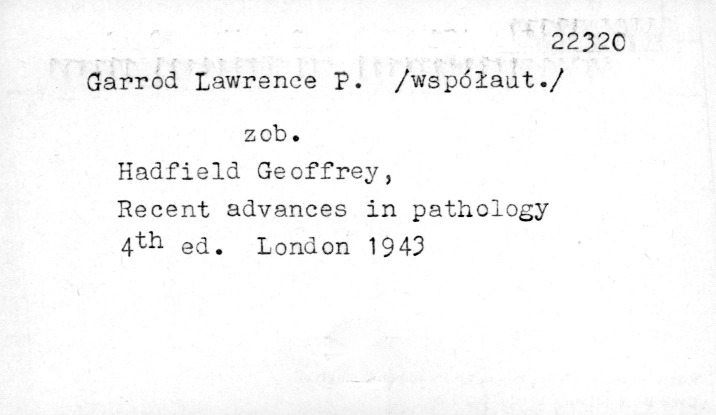 22320
Garrod Lawrence P. /współaut./
zob.
Hadfield Geoffrey,
Recent advances in pathology
4th ed. London 1943